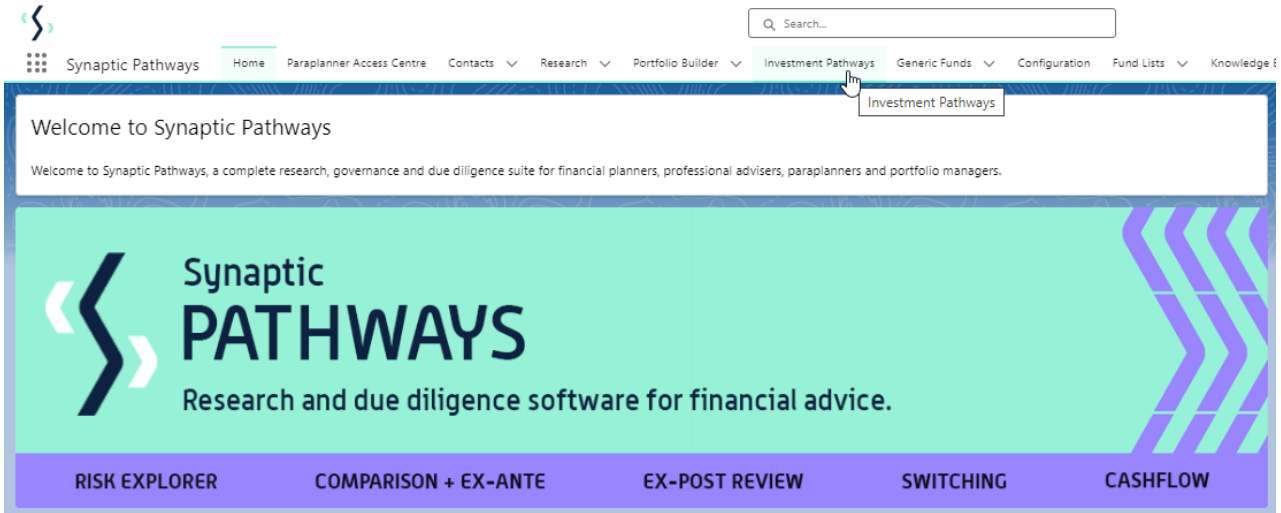 Search...
Synaptic Pathways Home Paraplanner Access Centre Contacts Research Portfolio Builder Investment Pathways Generic Funds Configuration Fund Lists Knowledge
Investment Pathways
Welcome to Synaptic Pathways
Welcome to Synaptic Pathways, a complete research, governance and due diligence suite for financial planners, professional advisers, paraplanners and portfolio managers.
Synaptic
PATHWAYS
Research and due diligence software for financial advice.
RISK EXPLORER COMPARISON + EX-ANTE EX-POST REVIEW SWITCHING CASHFLOW